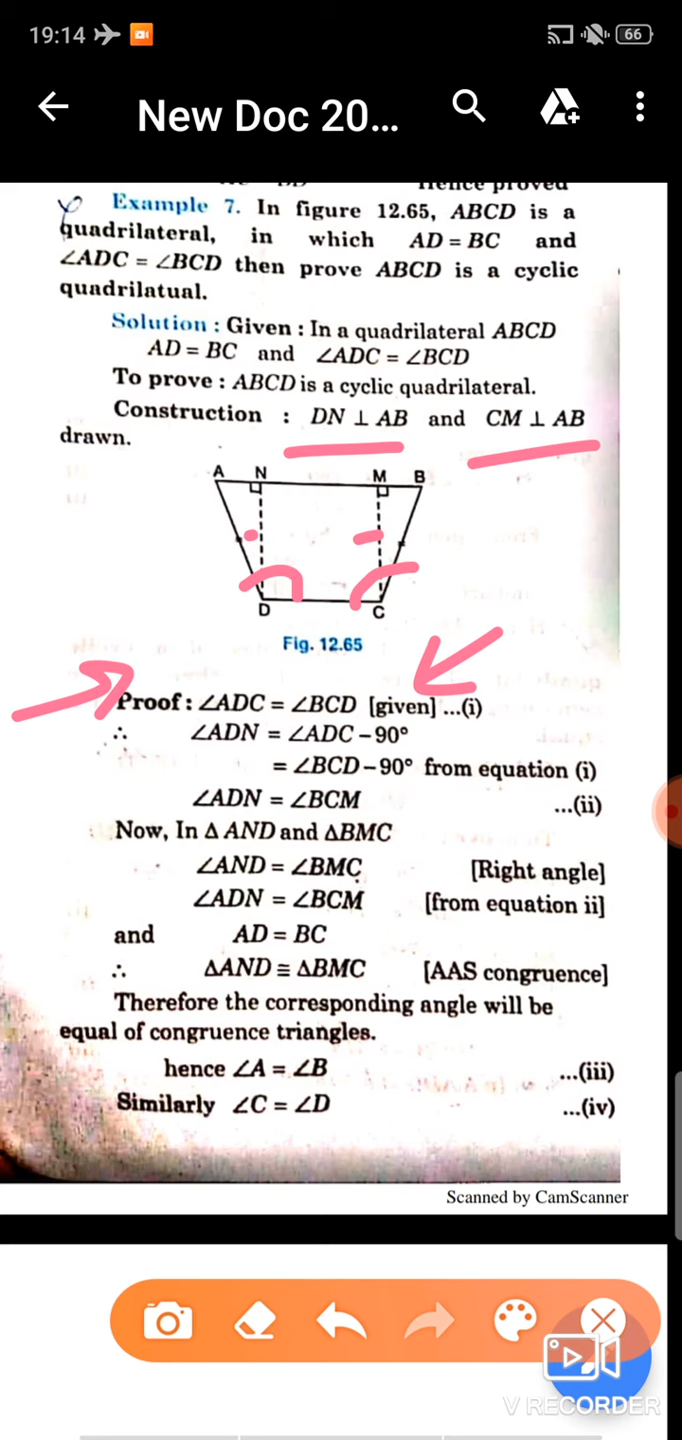 19:14
66
New Doc 20...
Hence proved
Example 7. In figure 12.65, ABCD is a
quadrilateral, in which AD = BC and
∠ADC = ∠BCD then prove ABCD is a cyclic
quadrilatual.
Solution : Given : In a quadrilateral ABCD
AD = BC and ∠ADC = ∠BCD
To prove : ABCD is a cyclic quadrilateral.
Construction : DN ⊥ AB and CM ⊥ AB
drawn.
A N M B
D C
Fig. 12.65
Proof : ∠ADC = ∠BCD [given] ...(i)
∴ ∠ADN = ∠ADC – 90°
= ∠BCD – 90° from equation (i)
∠ADN = ∠BCM ...(ii)
Now, In Δ AND and ΔBMC
∠AND = ∠BMC [Right angle]
∠ADN = ∠BCM [from equation ii]
and AD = BC
∴ ΔAND ≅ ΔBMC [AAS congruence]
Therefore the corresponding angle will be
equal of congruence triangles.
hence ∠A = ∠B ...(iii)
Similarly ∠C = ∠D ...(iv)
Scanned by CamScanner
V RECORDER